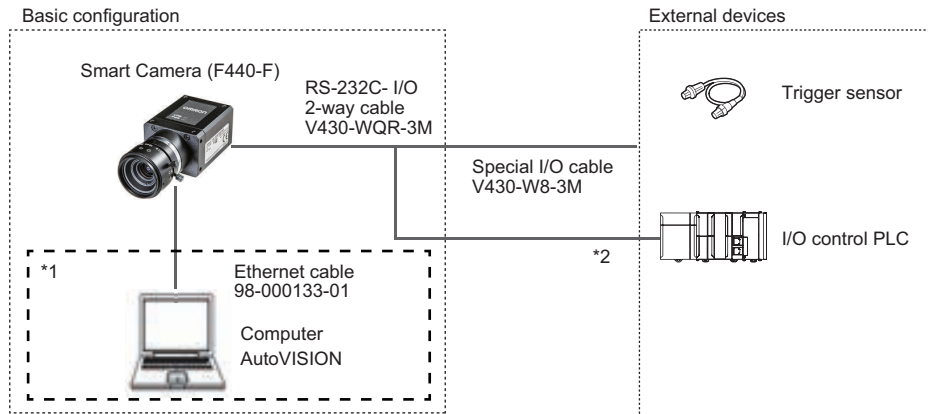 Basic configuration
External devices
Smart Camera (F440-F)
RS-232C- I/O
2-way cable
V430-WQR-3M
Trigger sensor
Special I/O cable
V430-W8-3M
I/O control PLC
*2
*1
Ethernet cable
98-000133-01
Computer
AutoVISION